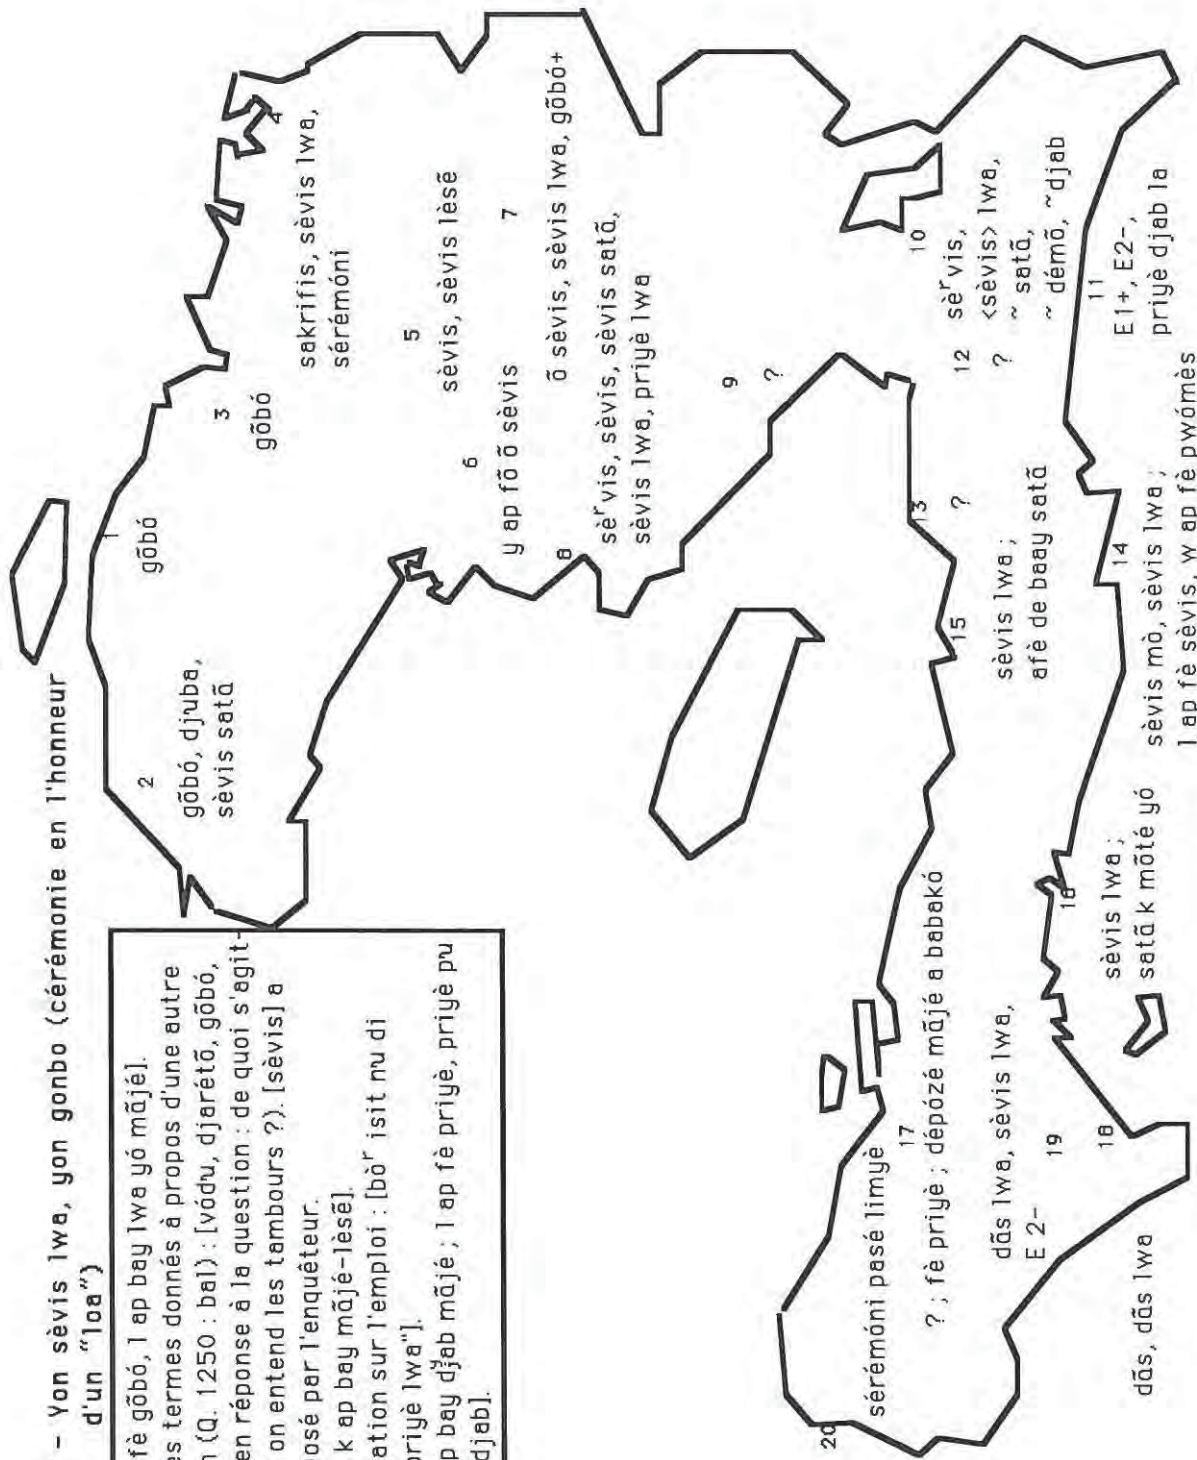 – Yon sèvis lwa, yon gonbo (cérémonie en l'honneur
d'un "loa")
fè gõbó, l ap bay lwa yó mãjé].
es termes donnés à propos d'une autre
n (Q. 1250 : bal) : [vódu, djarétõ, gõbó,
en réponse à la question : de quoi s'agit-
on entend les tambours ?). [sèvis] a
osé par l'enquêteur.
k ap bay mãjé-lèsẽ].
ation sur l'emploi : [bòʳ isit nu di
priyè lwa"].
p bay djab mãjé ; l ap fè priyè, priyè pu
djab].
1
gõbó
2
gõbó, djuba,
sèvis satã
3
gõbó
4
sakrifis, sèvis lwa,
sérémóni
5
sèvis, sèvis lèsẽ
6
y ap fõ õ sèvis
7
õ sèvis, sèvis lwa, gõbó+
8
sèʳvis, sèvis, sèvis satã,
sèvis lwa, priyè lwa
9
?
10
sèʳvis,
<sèvis> lwa,
~ satã,
~ démõ, ~djab
12
?
11
E1+, E2-,
priyè djab la
13
?
15
sèvis lwa ;
afè de baay satã
14
sèvis mò, sèvis lwa ;
l ap fè sèvis, w ap fè pwómès
16
sèvis lwa ;
satã k mõté yó
17
? ; fè priyè ; dépózé mãjé a babakó
19
dãs lwa, sèvis lwa,
E 2-
18
dãs, dãs lwa
20
sérémóni pasé limyè